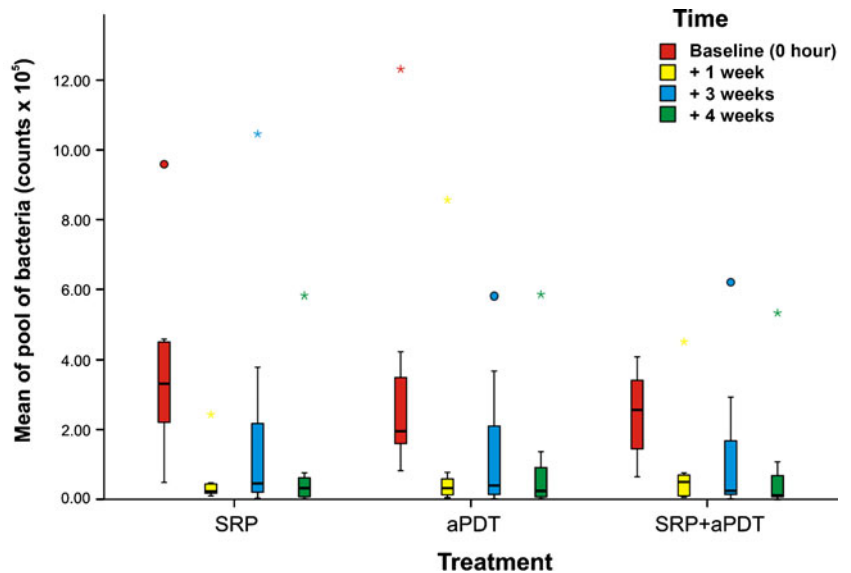 Time
Baseline (0 hour)
+ 1 week
+ 3 weeks
+ 4 weeks
Mean of pool of bacteria (counts x 10⁵)
12.00
10.00
8.00
6.00
4.00
2.00
0.00
SRP
aPDT
SRP+aPDT
Treatment